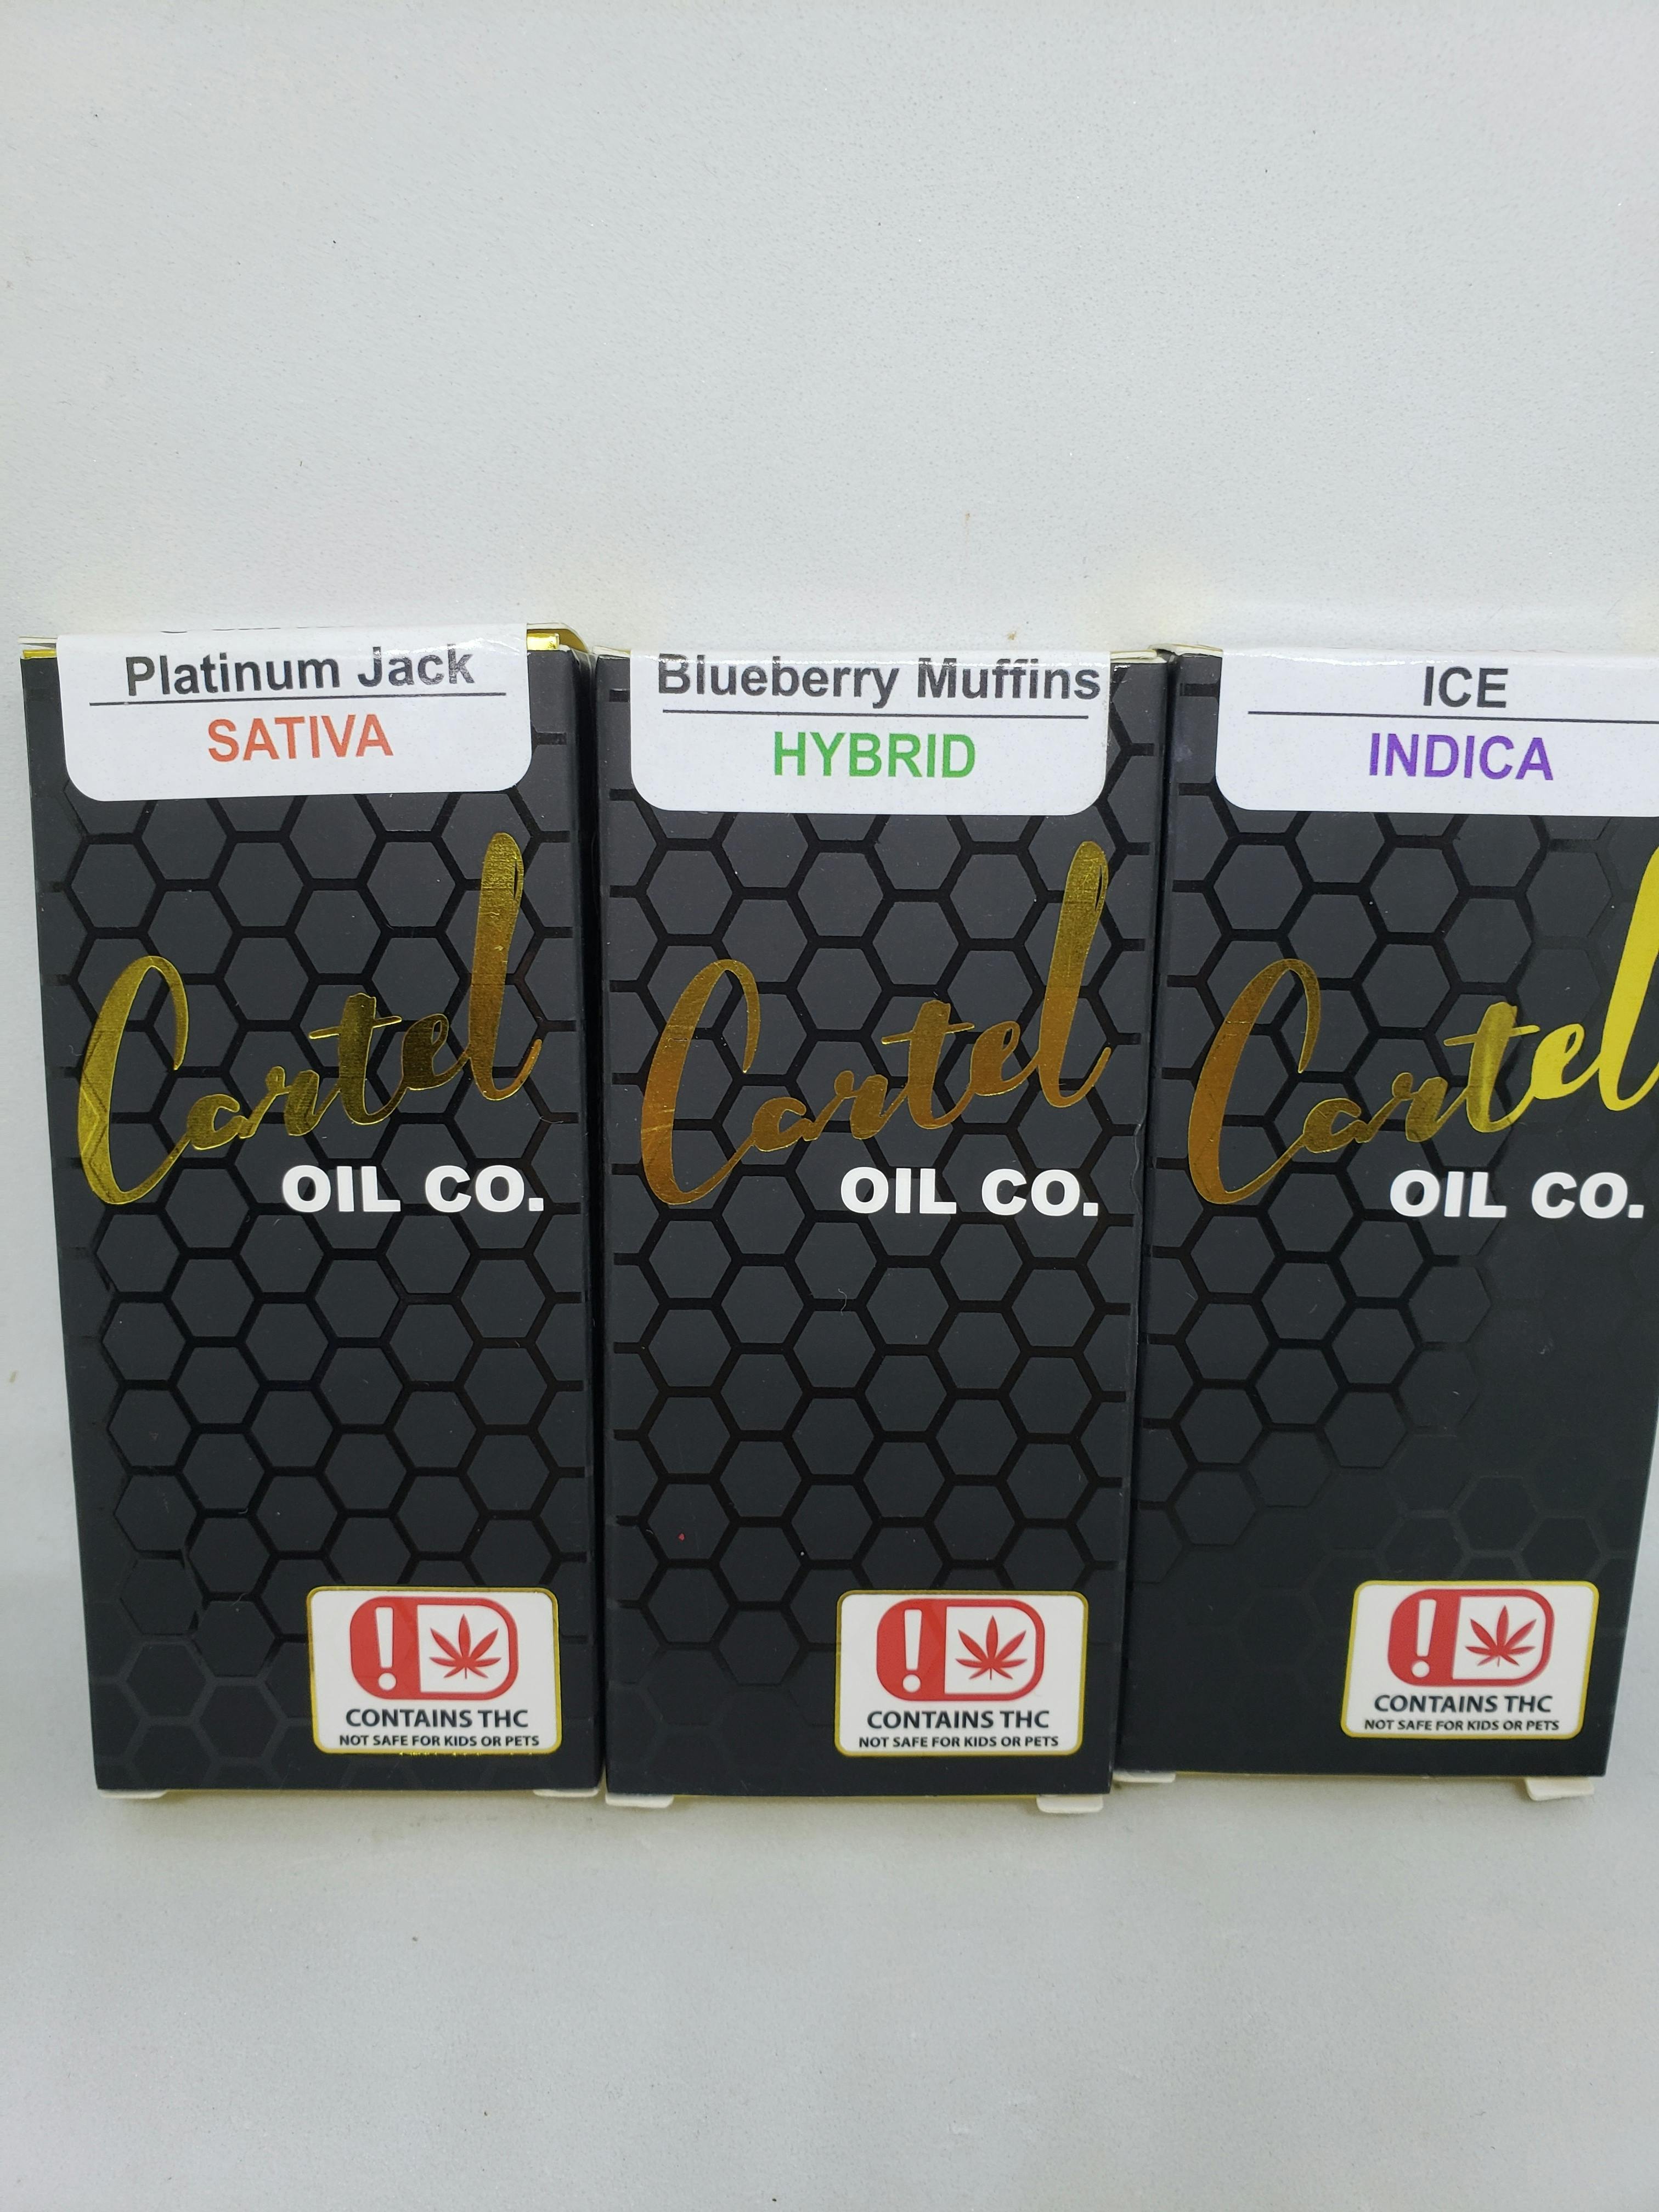 Platinum Jack
SATIVA
Cartel
OIL CO.
CONTAINS THC
NOT SAFE FOR KIDS OR PETS
Blueberry Muffins
HYBRID
Cartel
OIL CO.
CONTAINS THC
NOT SAFE FOR KIDS OR PETS
ICE
INDICA
Cartel
OIL CO.
CONTAINS THC
NOT SAFE FOR KIDS OR PETS